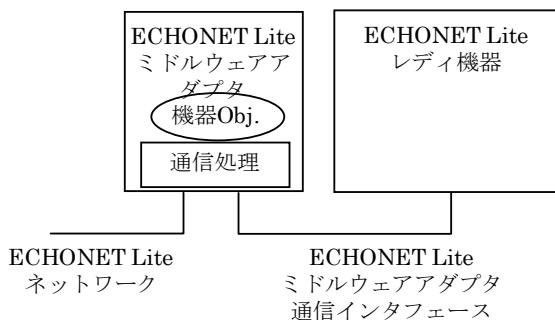 ECHONET Lite
ミドルウェアア
ダプタ
機器Obj.
通信処理
ECHONET Lite
レディ機器
ECHONET Lite
ネットワーク
ECHONET Lite
ミドルウェアアダプタ
通信インタフェース